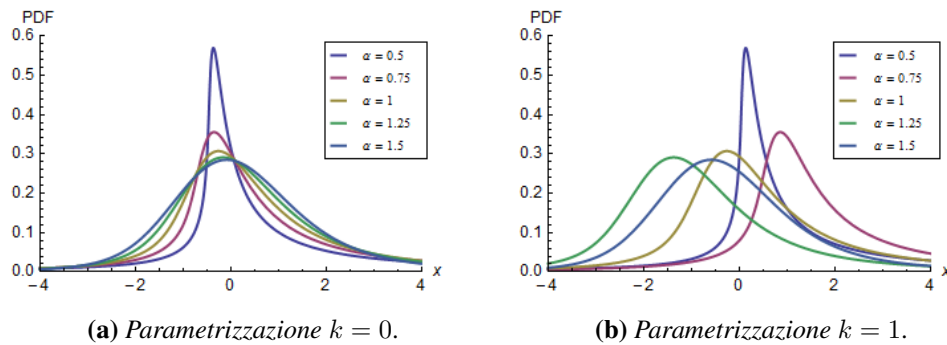 PDF
0.6
0.5
0.4
0.3
0.2
0.1
0.0
−4
−2
0
2
4
x
α = 0.5
α = 0.75
α = 1
α = 1.25
α = 1.5
(a) Parametrizzazione k = 0.
PDF
0.6
0.5
0.4
0.3
0.2
0.1
0.0
−4
−2
0
2
4
x
α = 0.5
α = 0.75
α = 1
α = 1.25
α = 1.5
(b) Parametrizzazione k = 1.